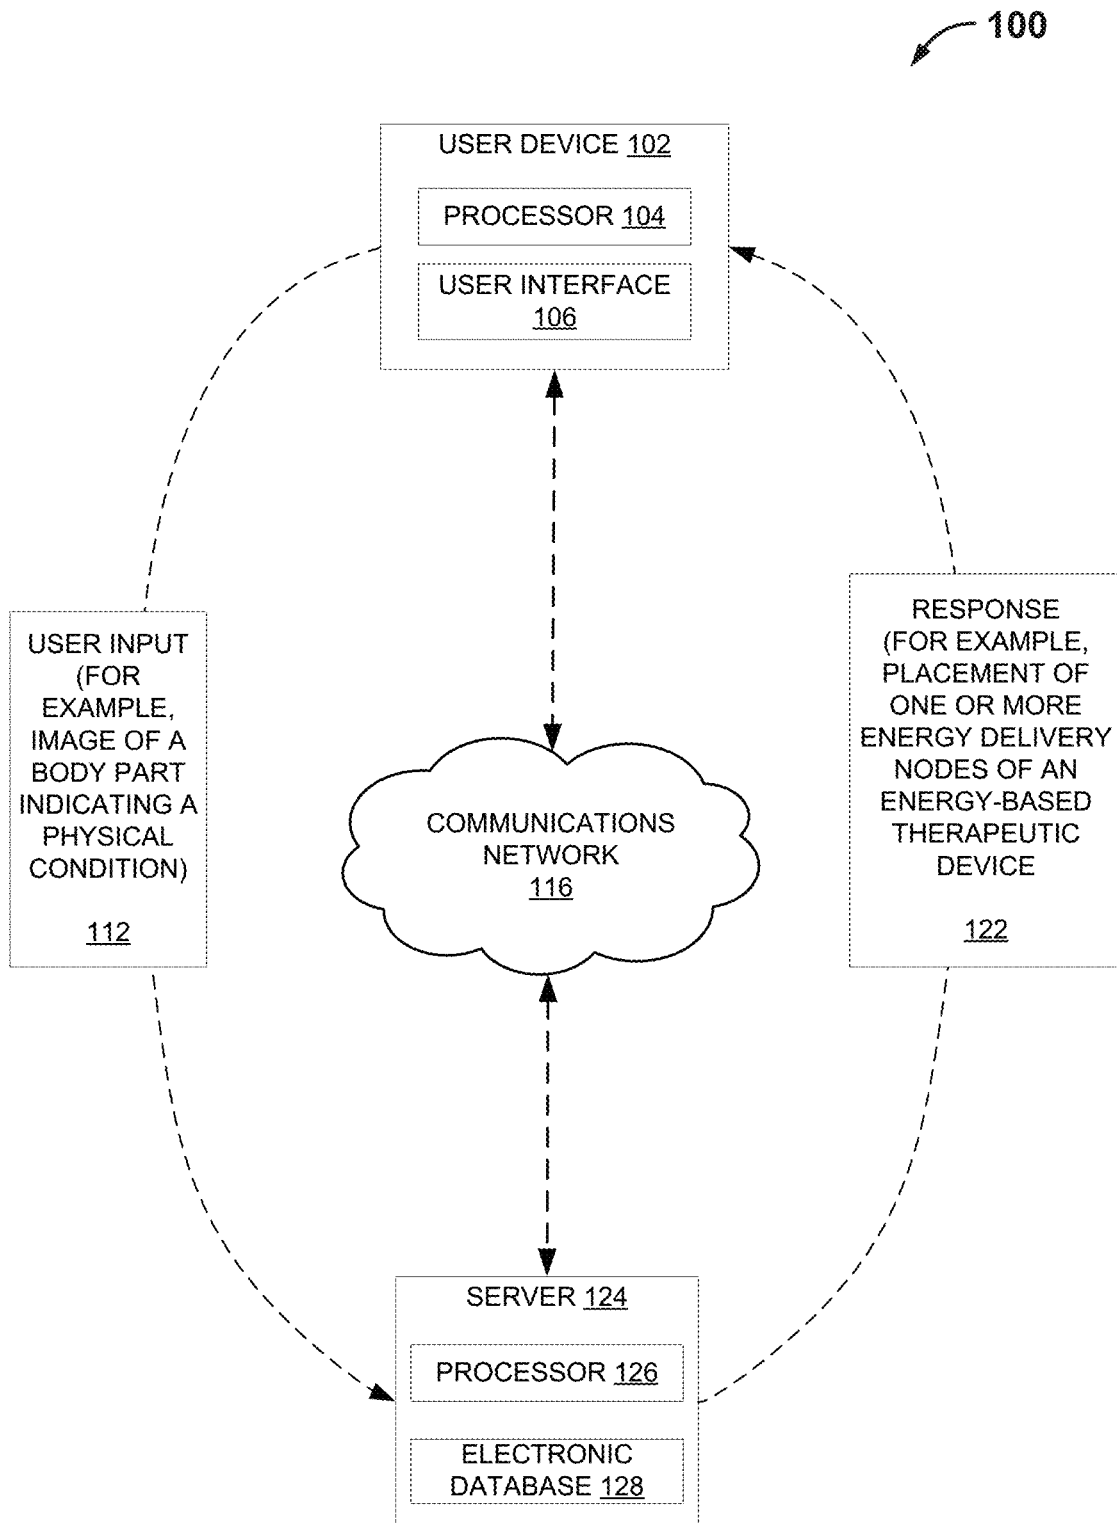 100
USER DEVICE 102
PROCESSOR 104
USER INTERFACE
106
USER INPUT
(FOR
EXAMPLE,
IMAGE OF A
BODY PART
INDICATING A
PHYSICAL
CONDITION)
112
COMMUNICATIONS
NETWORK
116
RESPONSE
(FOR EXAMPLE,
PLACEMENT OF
ONE OR MORE
ENERGY DELIVERY
NODES OF AN
ENERGY-BASED
THERAPEUTIC
DEVICE
122
SERVER 124
PROCESSOR 126
ELECTRONIC
DATABASE 128